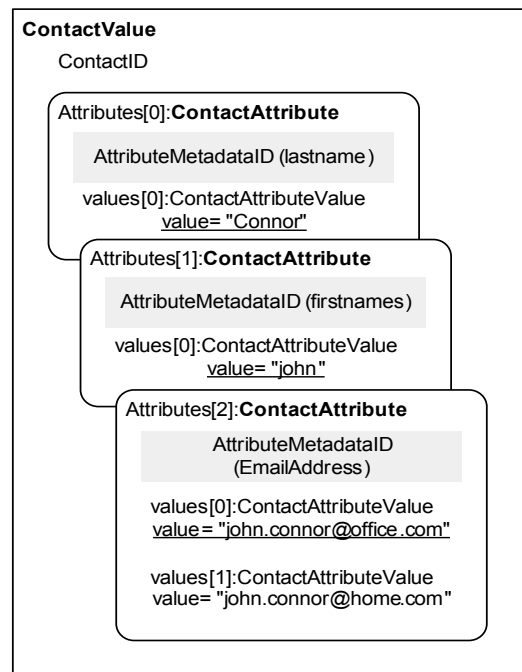 ContactValue
ContactID
Attributes[0]:ContactAttribute
AttributeMetadataID (lastname)
values[0]:ContactAttributeValue
value= "Connor"
Attributes[1]:ContactAttribute
AttributeMetadataID (firstnames)
values[0]:ContactAttributeValue
value= "john"
Attributes[2]:ContactAttribute
AttributeMetadataID
(EmailAddress)
values[0]:ContactAttributeValue
value= "john.connor@office.com"
values[1]:ContactAttributeValue
value= "john.connor@home.com"